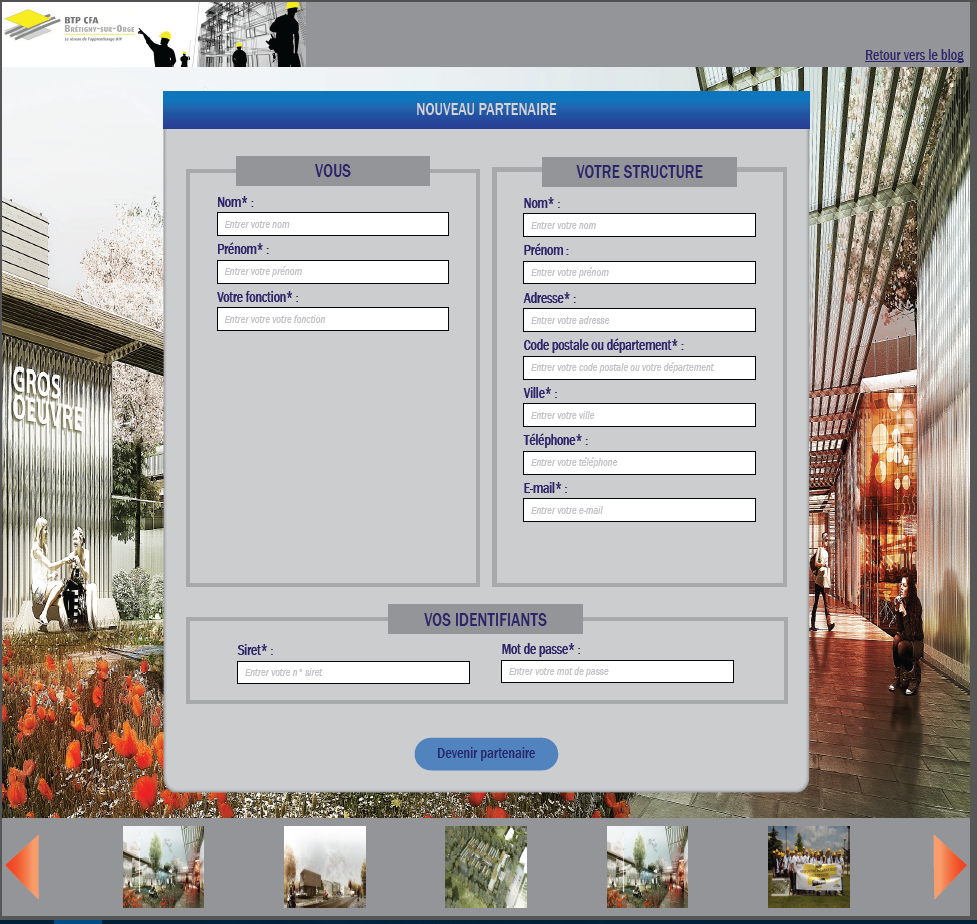 BTP CFA
BRÉTIGNY-SUR-ORGE
Le réseau de l'apprentissage BTP
Retour vers le blog
NOUVEAU PARTENAIRE
VOUS
Nom* :
Entrer votre nom
Prénom* :
Entrer votre prénom
Votre fonction* :
Entrer votre votre fonction
VOTRE STRUCTURE
Nom* :
Entrer votre nom
Prénom :
Entrer votre prénom
Adresse* :
Entrer votre adresse
Code postale ou département* :
Entrer votre code postale ou votre département
Ville* :
Entrer votre ville
Téléphone* :
Entrer votre téléphone
E-mail* :
Entrer votre e-mail
GROS
OEUVRE
VOS IDENTIFIANTS
Siret* :
Entrer votre n° siret
Mot de passe* :
Entrer votre mot de passe
Devenir partenaire